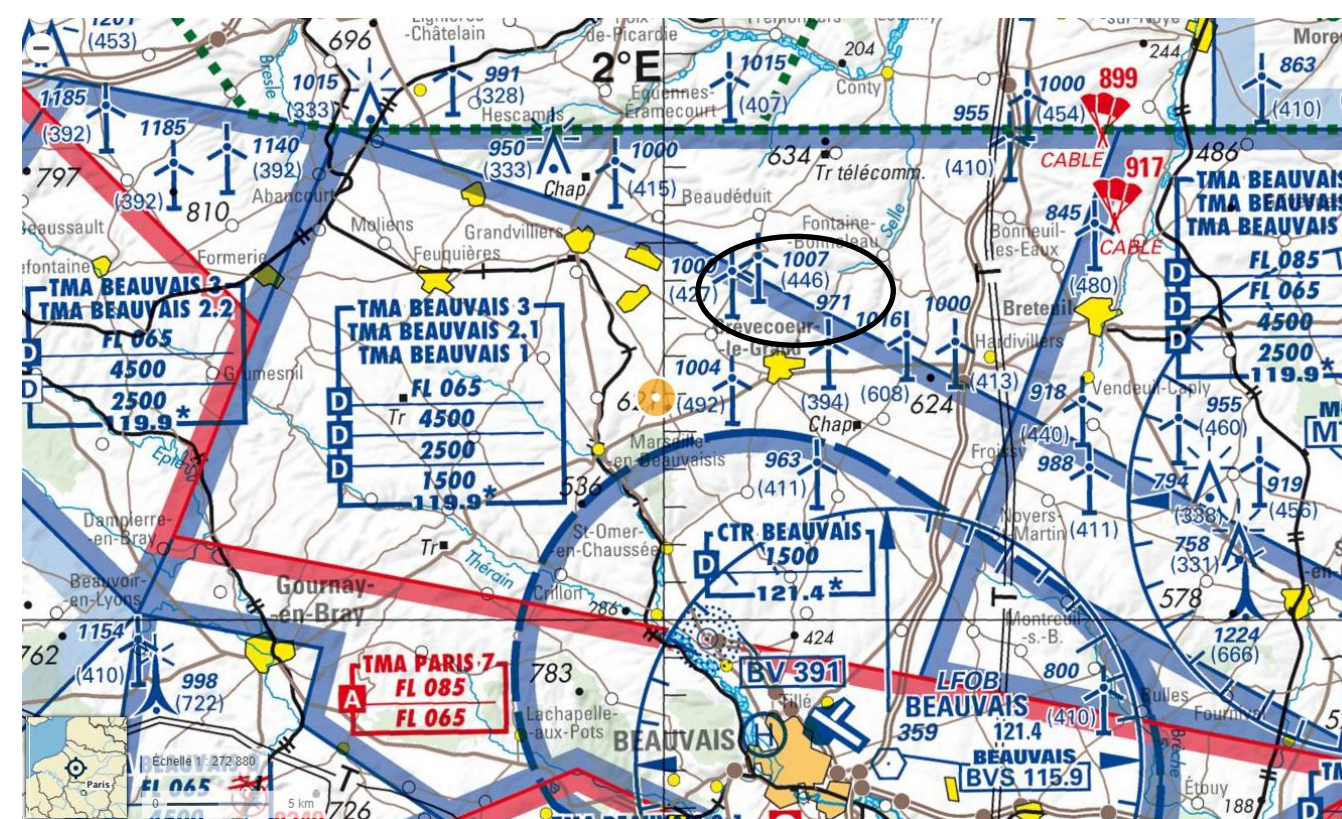 1201
(453)
696
Lignières
-Châtelain
-de-Picardie
2°E
204
Conty
244
-sur-Noye
863
(410)
Bresle
1015
(333)
991
(328)
Hescamps
Équennes-
Éramecourt
1015
(407)
955
(410)
1000
(454)
899
CABLE
1185
(392)
1185
(392)
1140
(392)
950
(333)
Chap
1000
(415)
634
Tr télécomm.
917
CABLE
486
797
810
Abancourt
Beaudéduit
Selle
Fontaine-
-Bonneleau
Bonneuil-
les-Eaux
845
(480)
TMA BEAUVAIS
TMA BEAUVAIS
TMA BEAUVAIS
D FL 085
D FL 065
D 4500
D 2500
119.9*
Beaussault
Moliens
Grandvilliers
Formerie
Feuquières
(427)
1007
(446)
971
1016
1000
Breteuil
Hardivillers
TMA BEAUVAIS 3
TMA BEAUVAIS 2.2
FL 065
D 4500
D 2500
119.9*
TMA BEAUVAIS 3
TMA BEAUVAIS 2.1
TMA BEAUVAIS 1
FL 065
D 4500
D 2500
D 1500
119.9*
Tr
Crèvecoeur-
-le-Grand
1004
(492)
(394)
(608)
624
(413)
Chap
918
(440)
Vendeuil-Caply
955
(460)
Marseille
-en-Beauvaisis
963
(411)
Froissy
988
(411)
794
(338)
919
(456)
758
(331)
536
Epte
Dampierre-
-en-Bray
Tr
Thérain
St-Omer-
-en-Chaussée
CTR BEAUVAIS
D 1500
121.4*
Noyers-
-Martin
Beauvoir-
-en-Lyons
Gournay-
-en-Bray
Crillon
786
424
Montreuil
-s.-B.
578
1224
(666)
762
1154
(410)
998
(722)
TMA PARIS 7
A FL 085
FL 065
783
Lachapelle-
-aux-Pots
BV 391
Tillé
LFOB
BEAUVAIS
359 121.4
BEAUVAIS
BVS 115.9
800
(410)
Bulles
Fournival
BEAUVAIS
H
Brêche
Étouy
188
Échelle 1 : 272 880
Paris
0 5 km
FL 065
4500
726